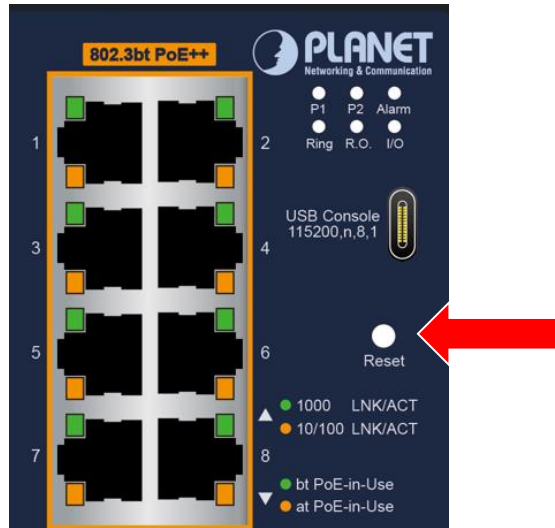 802.3bt PoE++
PLANET
Networking & Communication
P1 P2 Alarm
Ring R.O. I/O
1
2
USB Console
115200,n,8,1
3
4
5
6
Reset
1000 LNK/ACT
10/100 LNK/ACT
7
8
bt PoE-in-Use
at PoE-in-Use